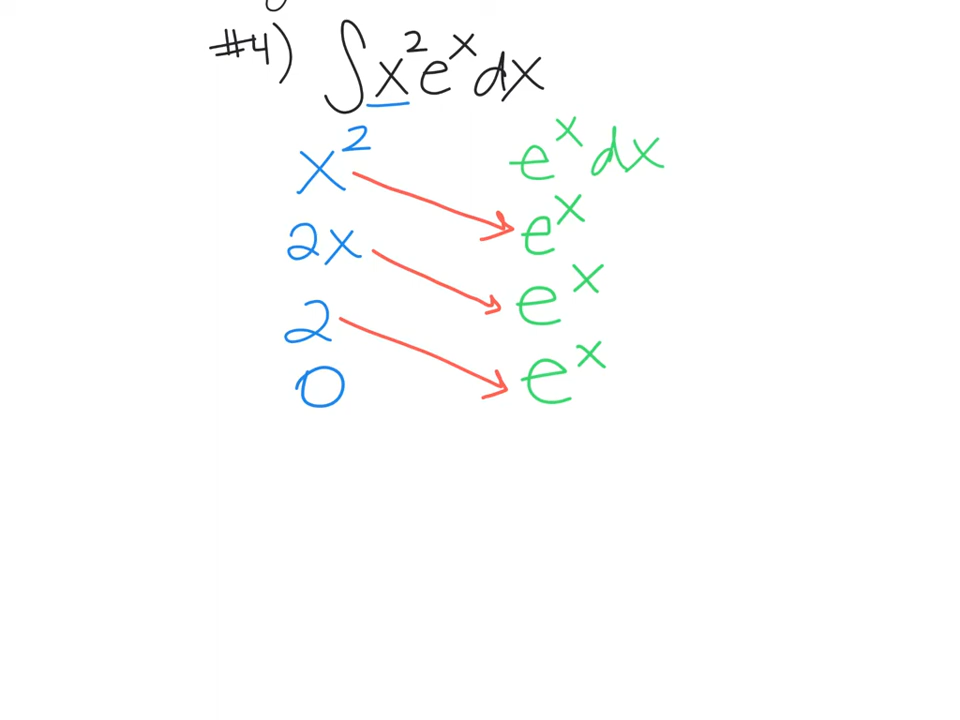 #4) ∫x²eˣdx
x² eˣdx
2x eˣ
2 eˣ
0 eˣ